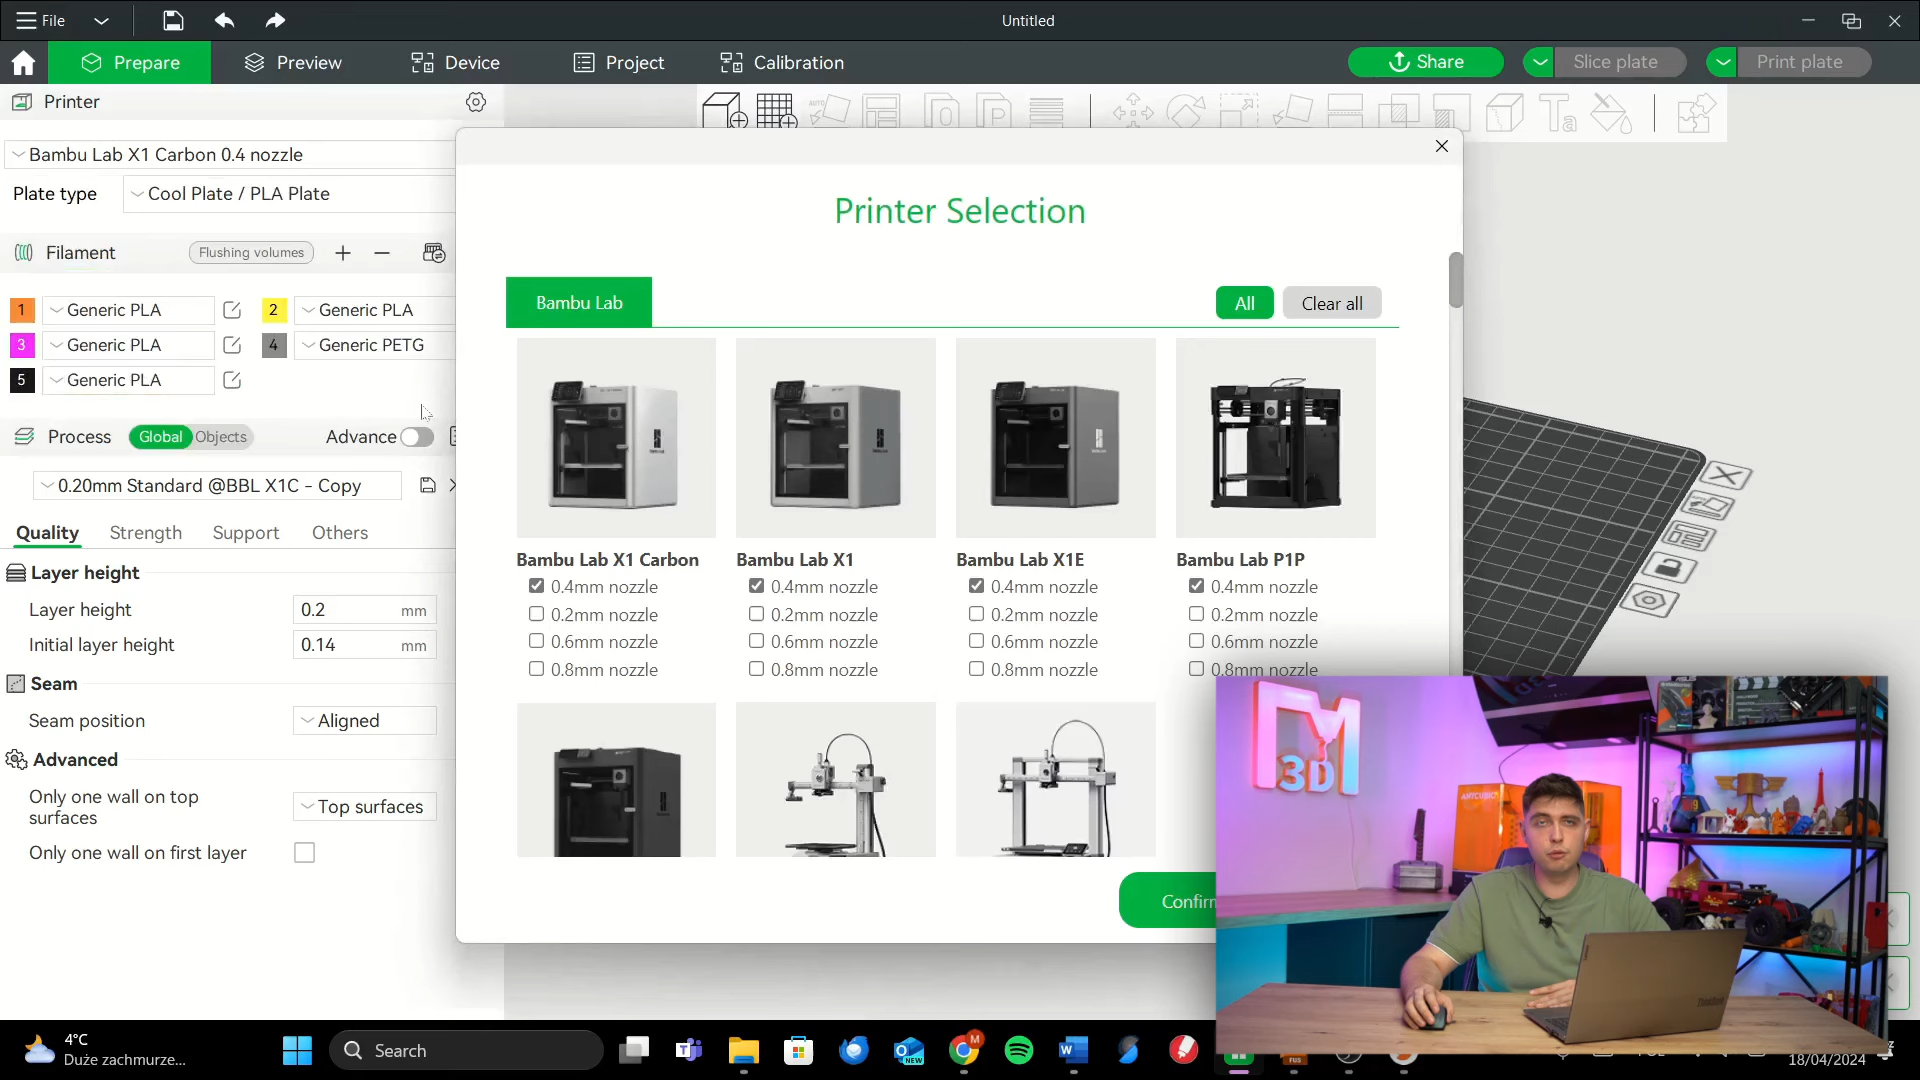 File
Untitled
Prepare
Preview
Device
Project
Calibration
Share
Slice plate
Print plate
Printer
Bambu Lab X1 Carbon 0.4 nozzle
Plate type
Cool Plate / PLA Plate
Filament
Flushing volumes
1 Generic PLA
2 Generic PLA
3 Generic PLA
4 Generic PETG
5 Generic PLA
Process
Global
Objects
Advance
0.20mm Standard @BBL X1C - Copy
Quality
Strength
Support
Others
Layer height
Layer height
0.2 mm
Initial layer height
0.14 mm
Seam
Seam position
Aligned
Advanced
Only one wall on top
surfaces
Top surfaces
Only one wall on first layer
Printer Selection
Bambu Lab
All
Clear all
Bambu Lab X1 Carbon
0.4mm nozzle
0.2mm nozzle
0.6mm nozzle
0.8mm nozzle
Bambu Lab X1
0.4mm nozzle
0.2mm nozzle
0.6mm nozzle
0.8mm nozzle
Bambu Lab X1E
0.4mm nozzle
0.2mm nozzle
0.6mm nozzle
0.8mm nozzle
Bambu Lab P1P
0.4mm nozzle
0.2mm nozzle
0.6mm nozzle
0.8mm nozzle
3D
ANYCUBIC
4°C
Duże zachmurze...
Search
NEW
M
W
FUS
18/04/2024